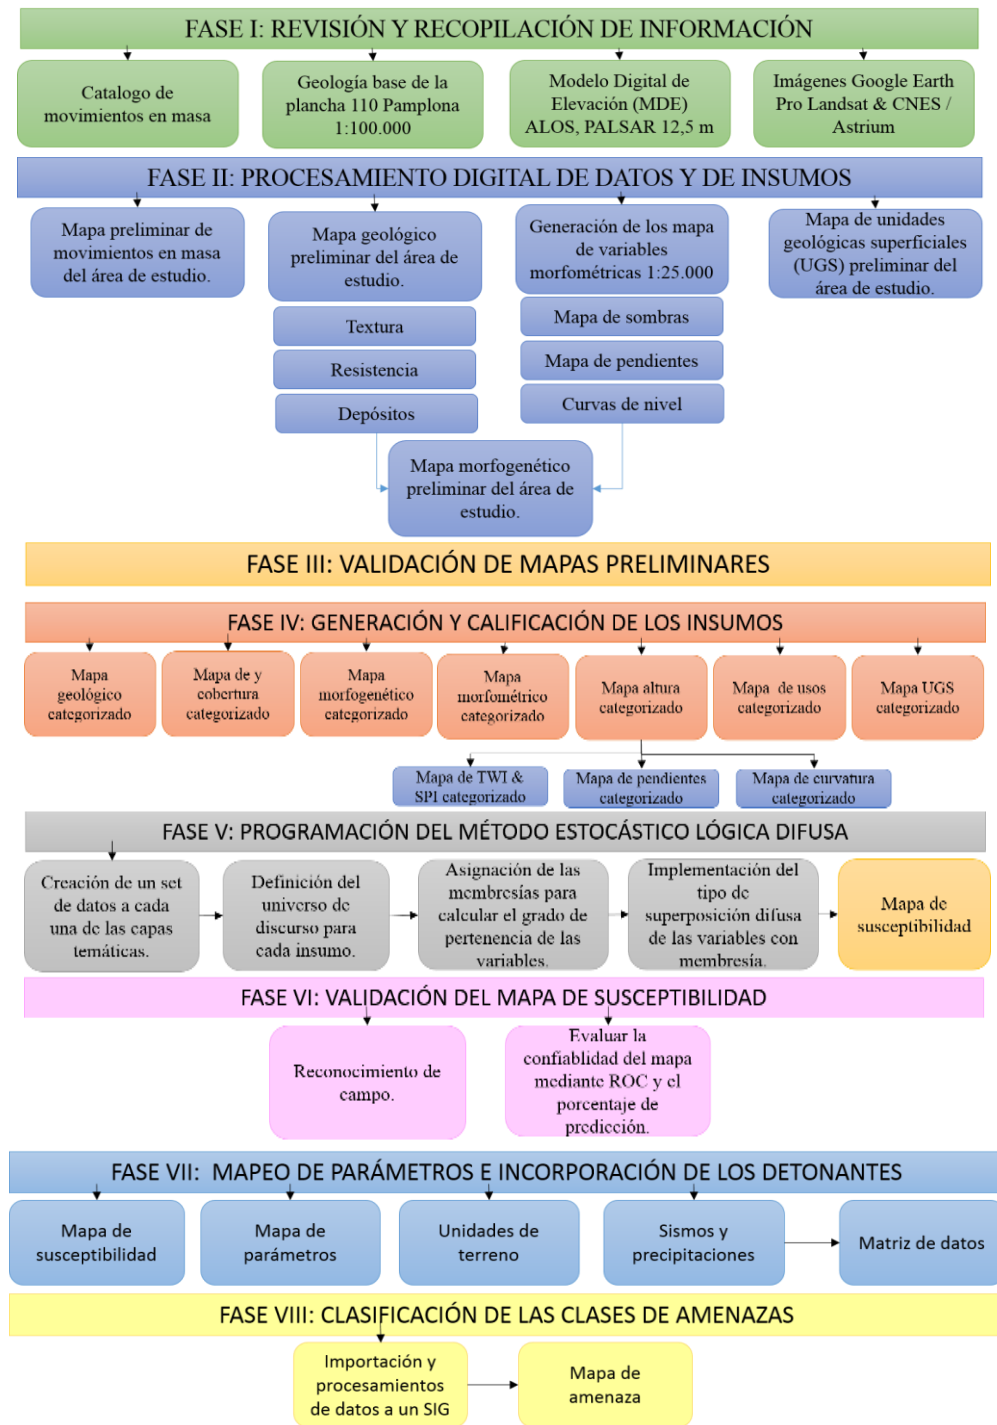 FASE I: REVISIÓN Y RECOPILACIÓN DE INFORMACIÓN
Catalogo de
movimientos en masa
Geología base de la
plancha 110 Pamplona
1:100.000
Modelo Digital de
Elevación (MDE)
ALOS, PALSAR 12,5 m
Imágenes Google Earth
Pro Landsat & CNES /
Astrium
FASE II: PROCESAMIENTO DIGITAL DE DATOS Y DE INSUMOS
Mapa preliminar de
movimientos en masa
del área de estudio.
Mapa geológico
preliminar del área de
estudio.
Textura
Resistencia
Depósitos
Generación de los mapa
de variables
morfométricas 1:25.000
Mapa de sombras
Mapa de pendientes
Curvas de nivel
Mapa de unidades
geológicas superficiales
(UGS) preliminar del
área de estudio.
Mapa morfogenético
preliminar del área de
estudio.
FASE III: VALIDACIÓN DE MAPAS PRELIMINARES
FASE IV: GENERACIÓN Y CALIFICACIÓN DE LOS INSUMOS
Mapa
geológico
categorizado
Mapa de y
cobertura
categorizado
Mapa
morfogenético
categorizado
Mapa
morfométrico
categorizado
Mapa altura
categorizado
Mapa de usos
categorizado
Mapa UGS
categorizado
Mapa de TWI &
SPI categorizado
Mapa de pendientes
categorizado
Mapa de curvatura
categorizado
FASE V: PROGRAMACIÓN DEL MÉTODO ESTOCÁSTICO LÓGICA DIFUSA
Creación de un set
de datos a cada
una de las capas
temáticas.
Definición del
universo de
discurso para
cada insumo.
Asignación de las
membresías para
calcular el grado de
pertenencia de las
variables.
Implementación del
tipo de
superposición difusa
de las variables con
membresía.
Mapa de
susceptibilidad
FASE VI: VALIDACIÓN DEL MAPA DE SUSCEPTIBILIDAD
Reconocimiento de
campo.
Evaluar la
confiablidad del mapa
mediante ROC y el
porcentaje de
predicción.
FASE VII: MAPEO DE PARÁMETROS E INCORPORACIÓN DE LOS DETONANTES
Mapa de
susceptibilidad
Mapa de
parámetros
Unidades de
terreno
Sismos y
precipitaciones
Matriz de datos
FASE VIII: CLASIFICACIÓN DE LAS CLASES DE AMENAZAS
Importación y
procesamientos
de datos a un SIG
Mapa de
amenaza